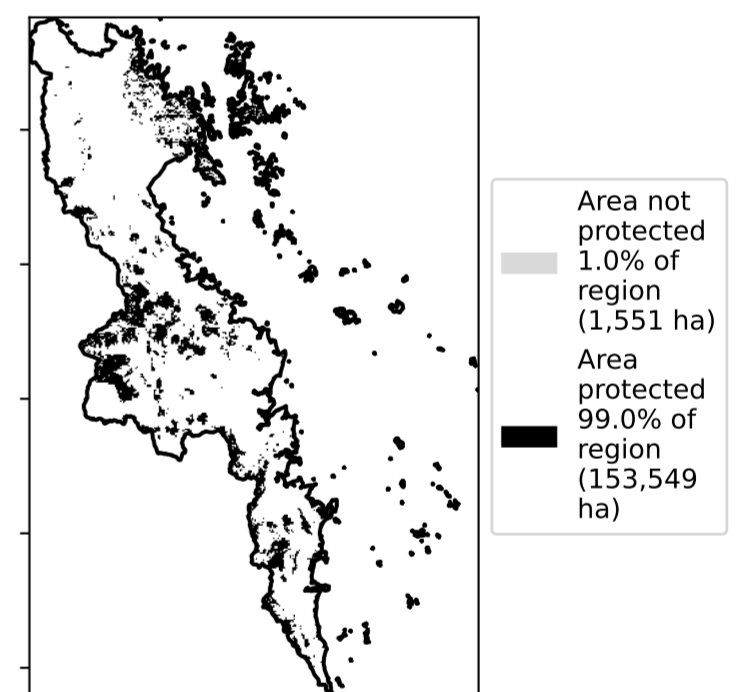 Area not
protected
1.0% of
region
(1,551 ha)
Area
protected
99.0% of
region
(153,549
ha)